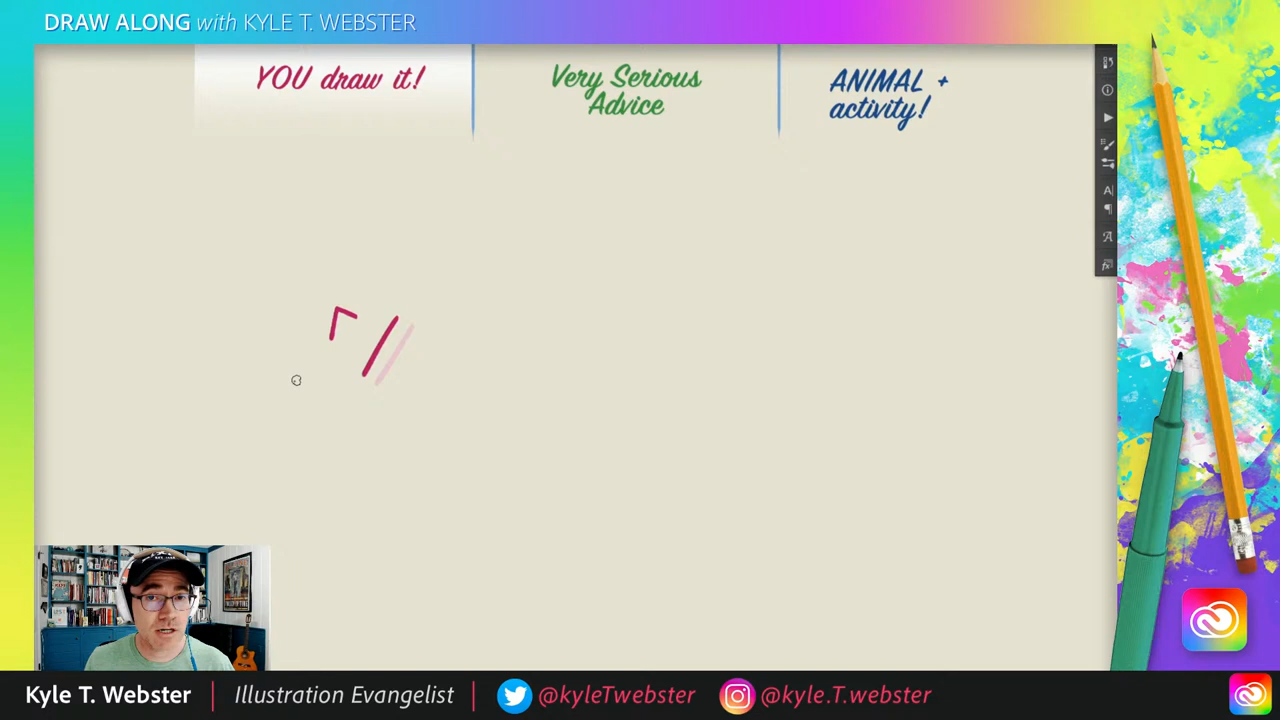 DRAW ALONG with KYLE T. WEBSTER
YOU draw it!
Very Serious
Advice
ANIMAL +
activity!
Kyle T. Webster | Illustration Evangelist | @kyleTwebster @kyle.T.webster